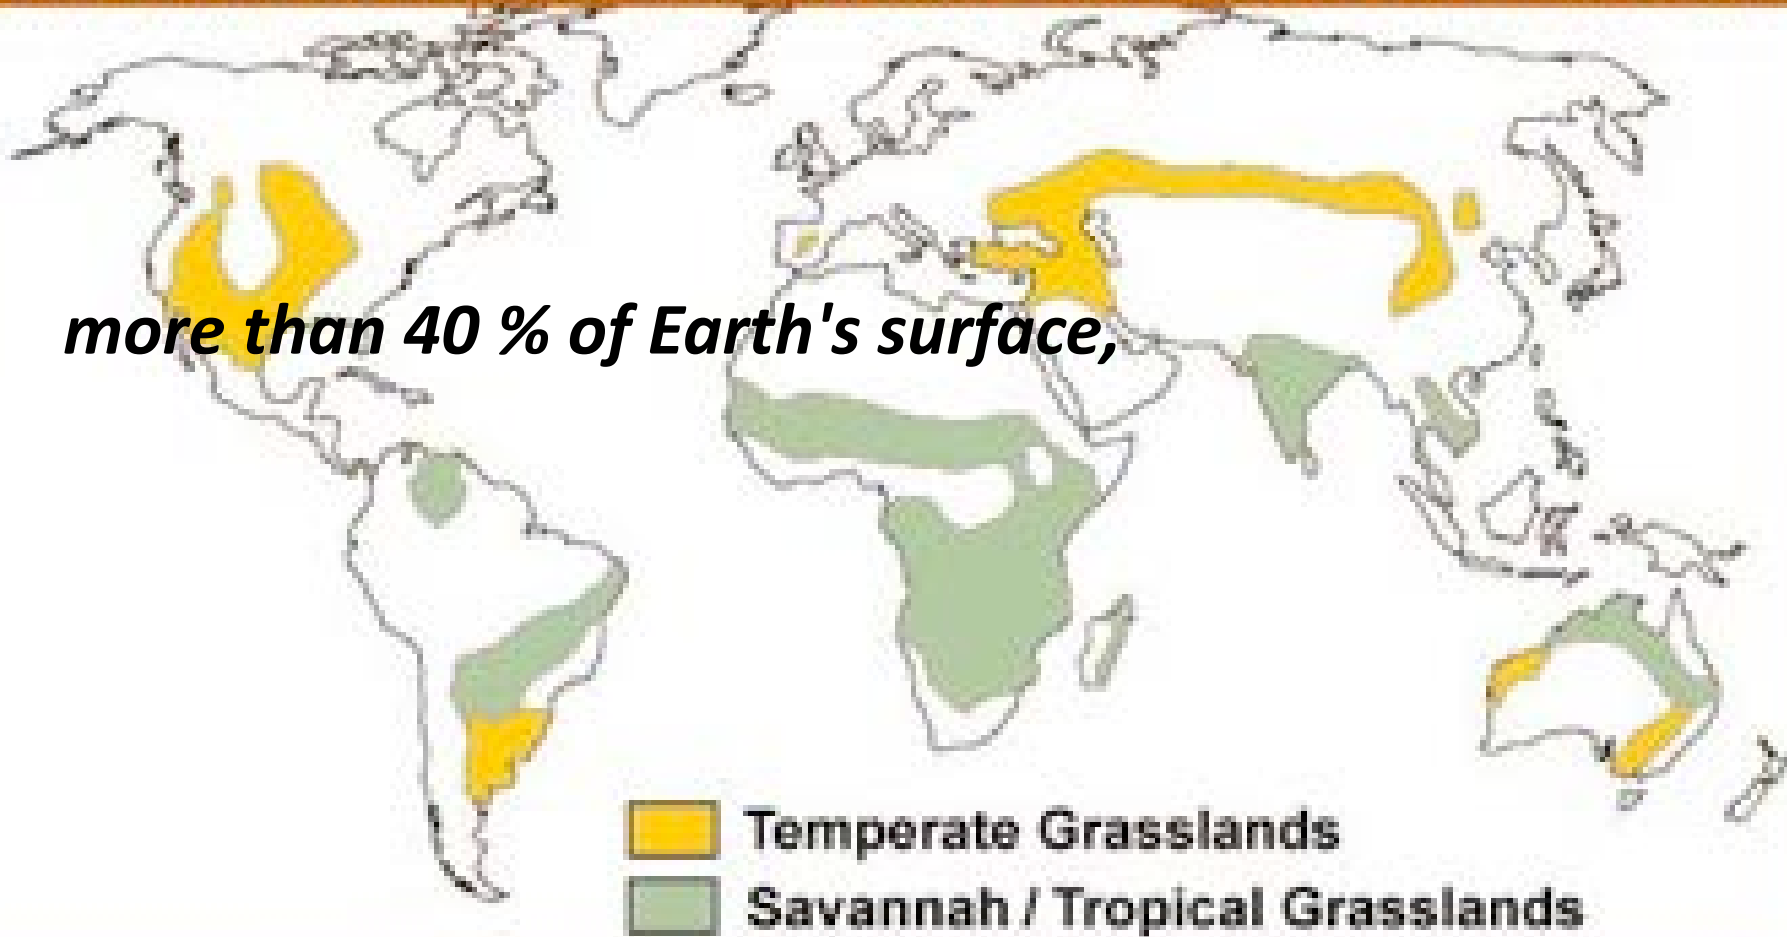 more than 40 % of Earth's surface,
Temperate Grasslands
Savannah / Tropical Grasslands